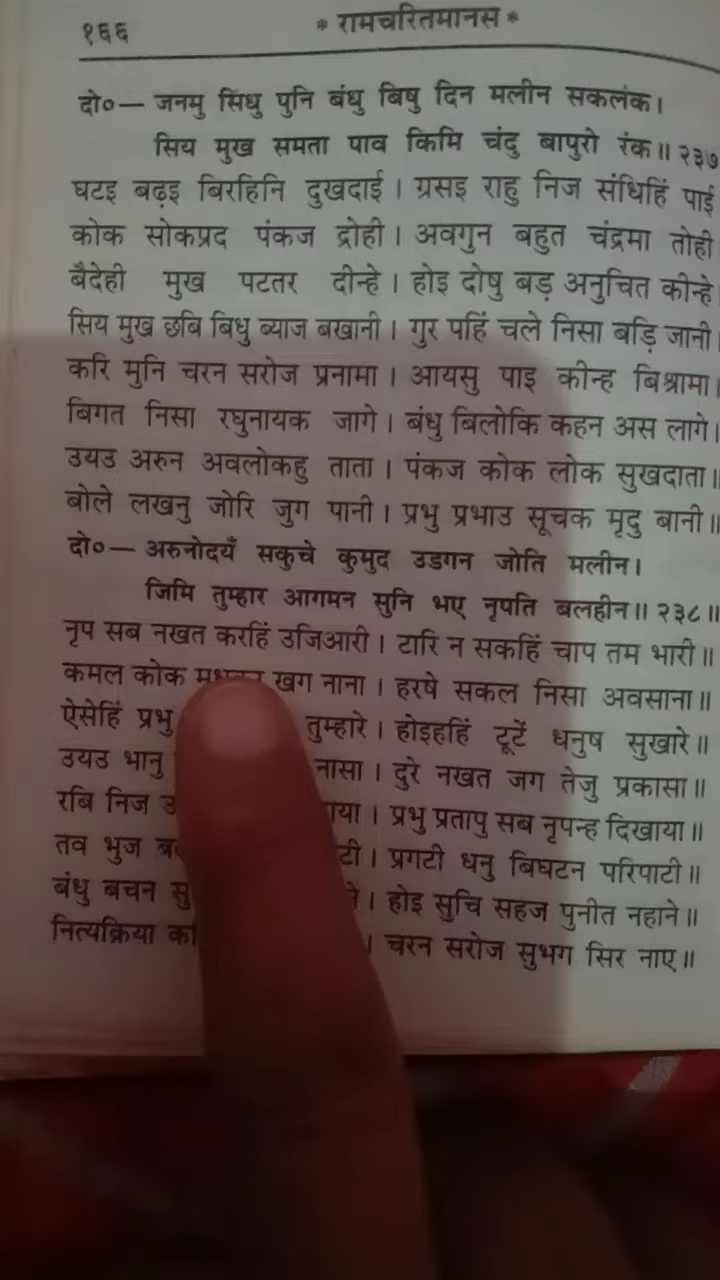 १६६ * रामचरितमानस *
दो०— जनमु सिंधु पुनि बंधु बिषु दिन मलीन सकलंक।
सिय मुख समता पाव किमि चंदु बापुरो रंक॥ २३७
घटइ बढ़इ बिरहिनि दुखदाई। ग्रसइ राहु निज संधिहिं पाई
कोक सोकप्रद पंकज द्रोही। अवगुन बहुत चंद्रमा तोही
बैदेही मुख पटतर दीन्हे। होइ दोषु बड़ अनुचित कीन्हे
सिय मुख छबि बिधु ब्याज बखानी। गुर पहिं चले निसा बड़ि जानी।
करि मुनि चरन सरोज प्रनामा। आयसु पाइ कीन्ह बिश्रामा।
बिगत निसा रघुनायक जागे। बंधु बिलोकि कहन अस लागे।
उयउ अरुन अवलोकहु ताता। पंकज कोक लोक सुखदाता॥
बोले लखनु जोरि जुग पानी। प्रभु प्रभाउ सूचक मृदु बानी॥
दो०— अरुनोदयँ सकुचे कुमुद उडगन जोति मलीन।
जिमि तुम्हार आगमन सुनि भए नृपति बलहीन॥ २३८॥
नृप सब नखत करहिं उजिआरी। टारि न सकहिं चाप तम भारी॥
कमल कोक खग नाना। हरषे सकल निसा अवसाना॥
ऐसेहिं प्रभु तुम्हारे। होइहहिं टूटें धनुष सुखारे॥
उयउ भानु नासा। दुरे नखत जग तेजु प्रकासा॥
रबि निज । प्रभु प्रतापु सब नृपन्ह दिखाया॥
तव भुज । प्रगटी धनु बिघटन परिपाटी॥
बंधु बचन । होइ सुचि सहज पुनीत नहाने॥
नित्यक्रिया । चरन सरोज सुभग सिर नाए॥